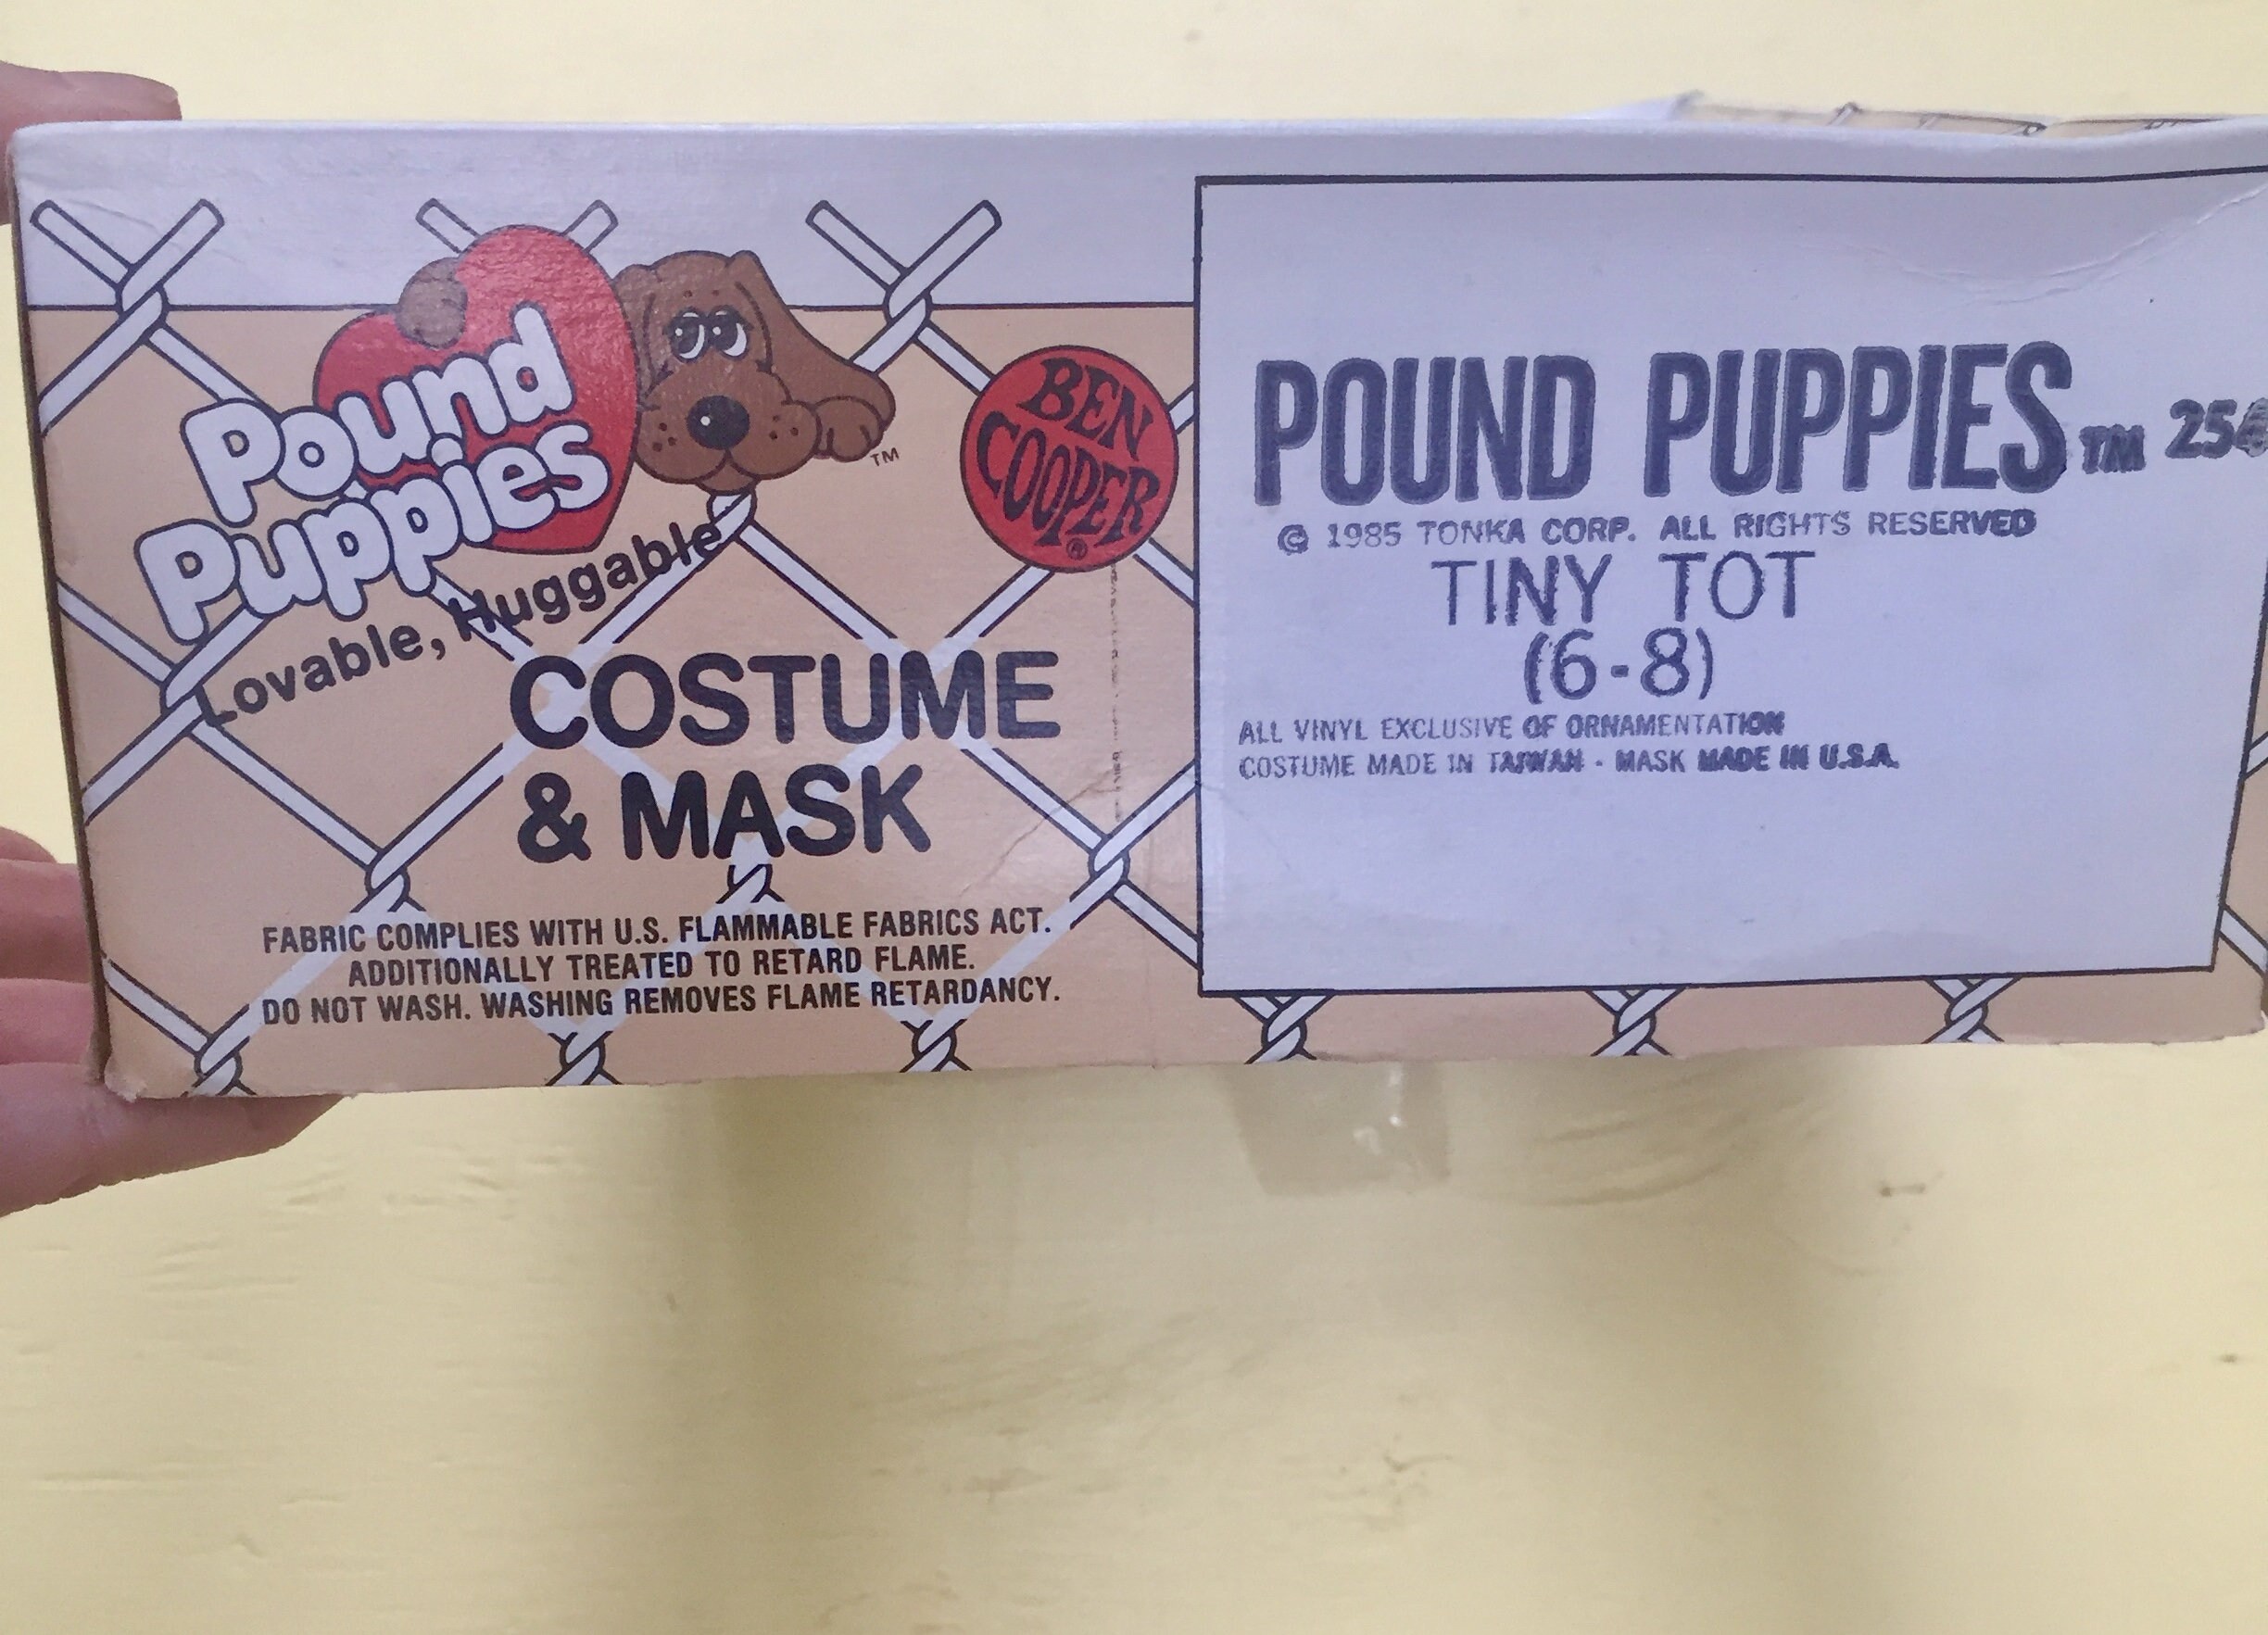 Pound
Puppies
TM
Lovable, Huggable
COSTUME
& MASK
FABRIC COMPLIES WITH U.S. FLAMMABLE FABRICS ACT.
ADDITIONALLY TREATED TO RETARD FLAME.
DO NOT WASH. WASHING REMOVES FLAME RETARDANCY.
BEN
COOPER
®
POUND PUPPIES TM
© 1985 TONKA CORP. ALL RIGHTS RESERVED
TINY TOT
(6-8)
ALL VINYL EXCLUSIVE OF ORNAMENTATION
COSTUME MADE IN TAIWAN - MASK MADE IN U.S.A.